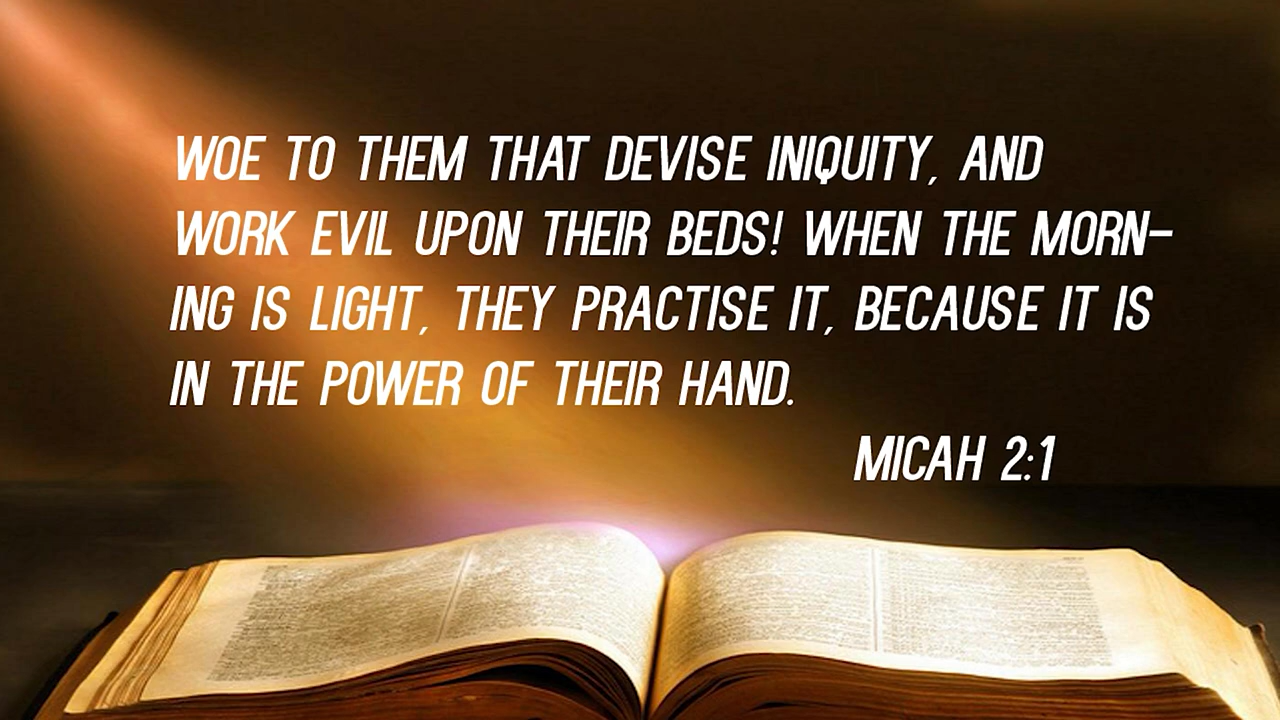 WOE TO THEM THAT DEVISE INIQUITY, AND
WORK EVIL UPON THEIR BEDS! WHEN THE MORN-
ING IS LIGHT, THEY PRACTISE IT, BECAUSE IT IS
IN THE POWER OF THEIR HAND.
MICAH 2:1